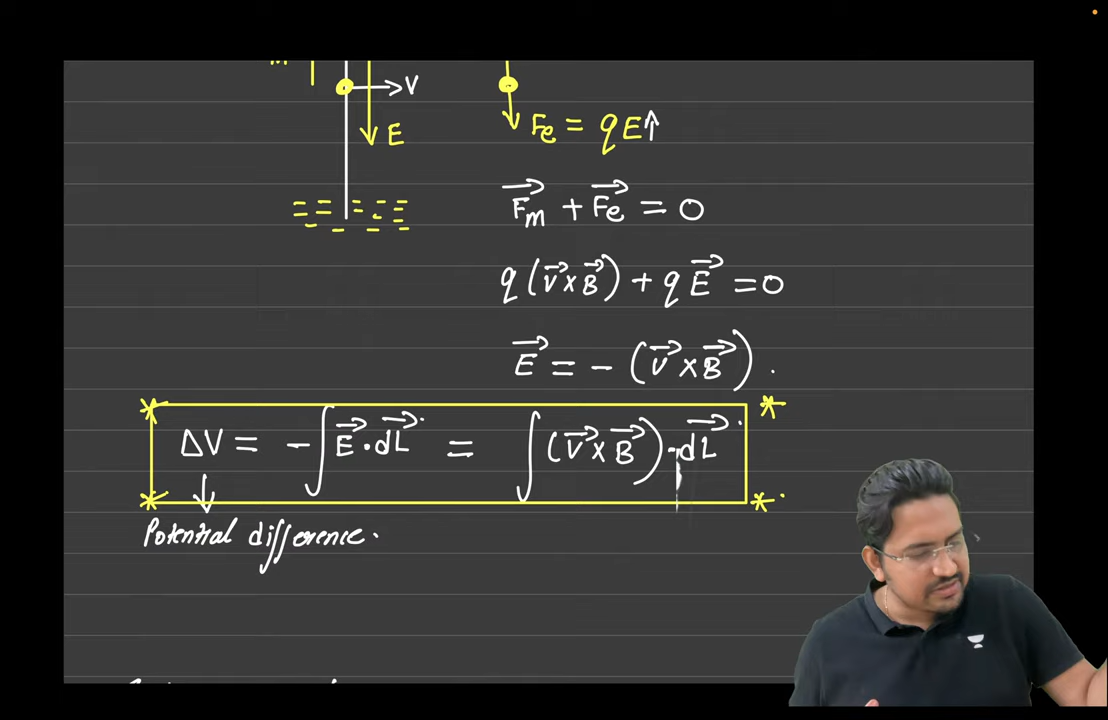 V
E
Fe = qE↑
F⃗m + F⃗e = 0
q(V⃗×B⃗) + qE⃗ = 0
E⃗ = -(V⃗×B⃗).
ΔV = -∫E⃗·dL⃗ = ∫(V⃗×B⃗)·dL⃗
Potential difference.